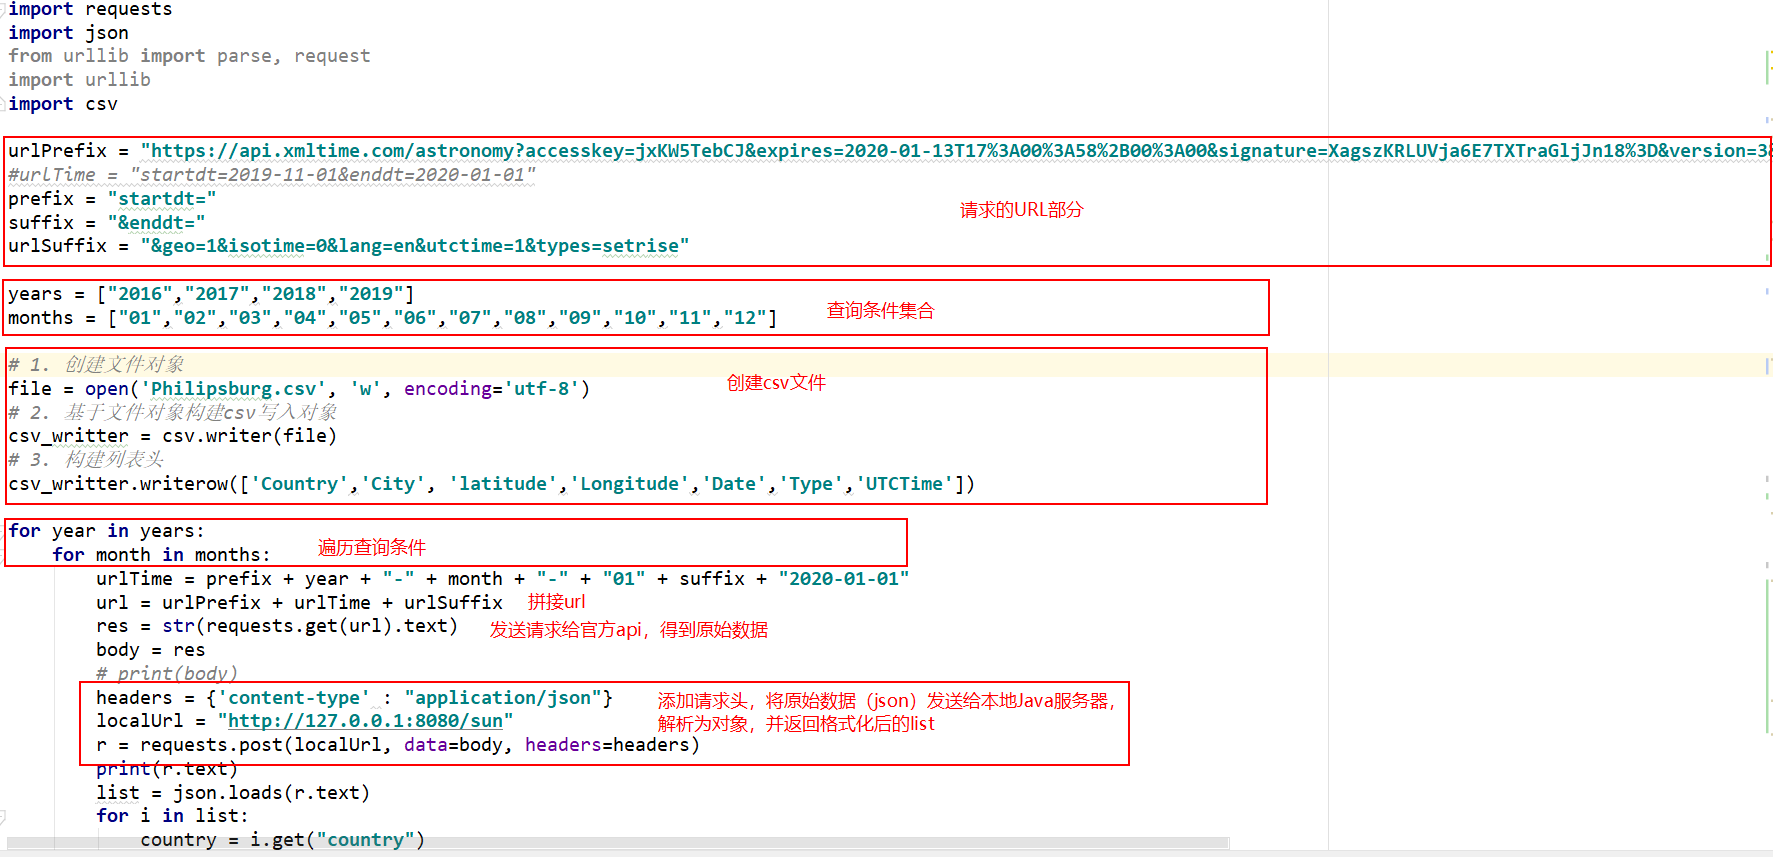 import requests
import json
from urllib import parse, request
import urllib
import csv
urlPrefix = "https://api.xmltime.com/astronomy?accesskey=jxKW5TebCJ&expires=2020-01-13T17%3A00%3A58%2B00%3A00&signature=XagszKRLUVja6E7TXTraGljJn18%3D&version=3&
#urlTime = "startdt=2019-11-01&enddt=2020-01-01"
prefix = "startdt="
请求的URL部分
suffix = "&enddt="
urlSuffix = "&geo=1&isotime=0&lang=en&utctime=1&types=setrise"
years = ["2016","2017","2018","2019"]
查询条件集合
months = ["01","02","03","04","05","06","07","08","09","10","11","12"]
# 1. 创建文件对象
file = open('Philipsburg.csv', 'w', encoding='utf-8')
创建csv文件
# 2. 基于文件对象构建csv写入对象
csv_writter = csv.writer(file)
# 3. 构建列表头
csv_writter.writerow(['Country','City', 'latitude','Longitude','Date','Type','UTCTime'])
for year in years:
for month in months:
遍历查询条件
urlTime = prefix + year + "-" + month + "-" + "01" + suffix + "2020-01-01"
url = urlPrefix + urlTime + urlSuffix 拼接url
res = str(requests.get(url).text) 发送请求给官方api，得到原始数据
body = res
# print(body)
headers = {'content-type' : "application/json"}
添加请求头，将原始数据（json）发送给本地Java服务器，
localUrl = "http://127.0.0.1:8080/sun"
解析为对象，并返回格式化后的list
r = requests.post(localUrl, data=body, headers=headers)
print(r.text)
list = json.loads(r.text)
for i in list:
country = i.get("country")